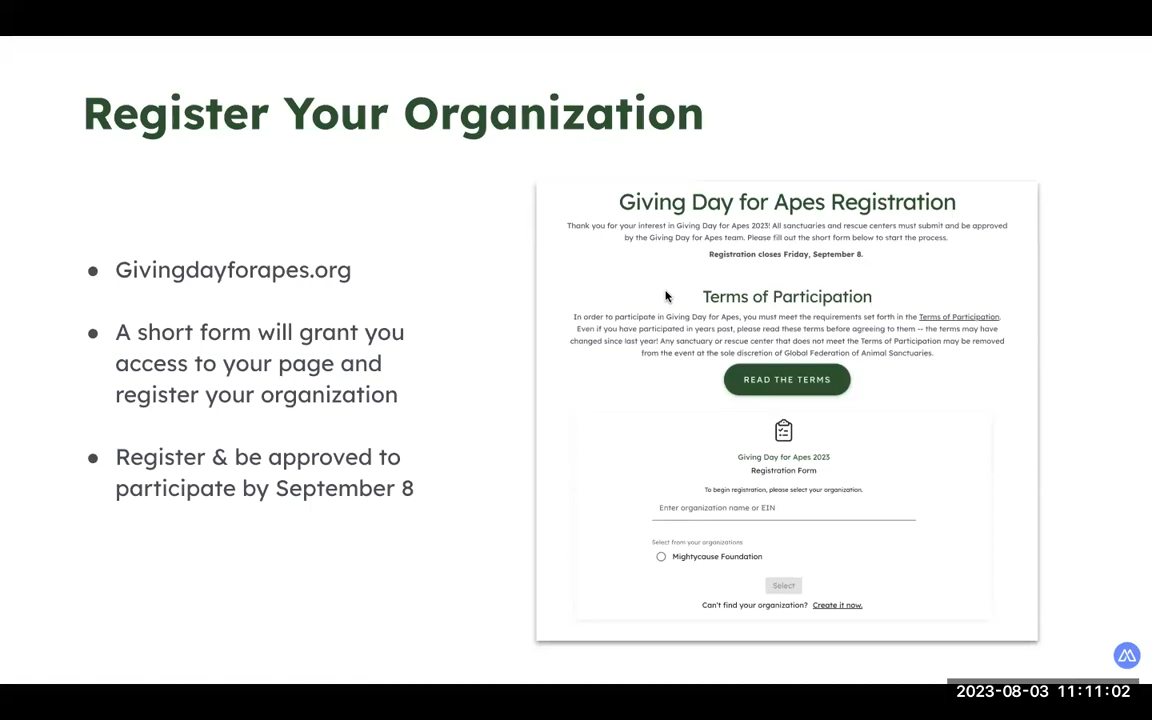 Register Your Organization
● Givingdayforapes.org
● A short form will grant you
access to your page and
register your organization
● Register & be approved to
participate by September 8
Giving Day for Apes Registration
Thank you for your interest in Giving Day for Apes 2023! All sanctuaries and rescue centers must submit and be approved
by the Giving Day for Apes team. Please fill out the short form below to start the process.
Registration closes Friday, September 8.
Terms of Participation
In order to participate in Giving Day for Apes, you must meet the requirements set forth in the Terms of Participation.
Even if you have participated in years past, please read these terms before agreeing to them -- the terms may have
changed since last year! Any sanctuary or rescue center that does not meet the Terms of Participation may be removed
from the event at the sole discretion of Global Federation of Animal Sanctuaries.
READ THE TERMS
Giving Day for Apes 2023
Registration Form
To begin registration, please select your organization.
Enter organization name or EIN
Select from your organizations
Mightycause Foundation
Select
Can't find your organization? Create it now.
2023-08-03 11:11:02